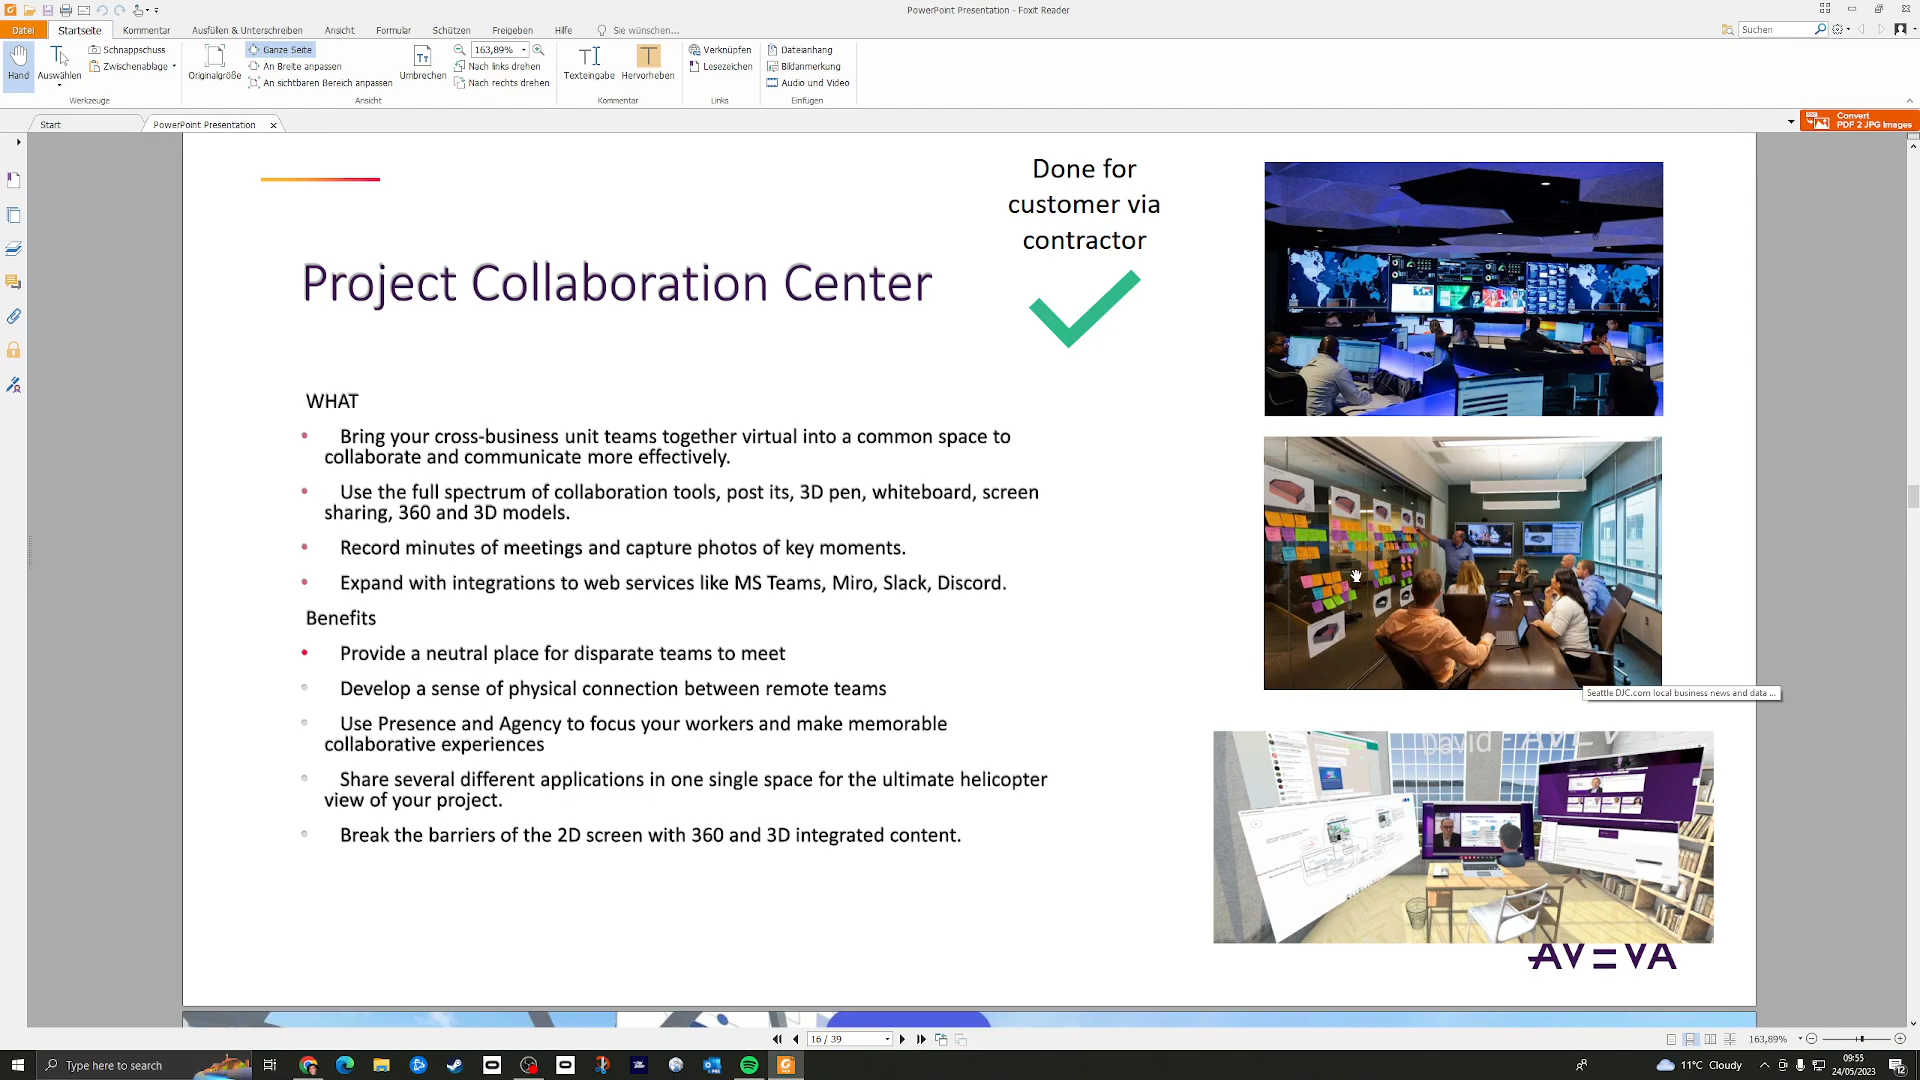 PowerPoint Presentation - Foxit Reader
Datei
Startseite
Kommentar
Ausfüllen & Unterschreiben
Ansicht
Formular
Schützen
Freigeben
Hilfe
Sie wünschen...
Suchen
Hand
Auswählen
Schnappschuss
Zwischenablage
Werkzeuge
Originalgröße
Ganze Seite
An Breite anpassen
An sichtbaren Bereich anpassen
Umbrechen
163,89%
Nach links drehen
Nach rechts drehen
Ansicht
Texteingabe
Hervorheben
Kommentar
Verknüpfen
Lesezeichen
Links
Dateianhang
Bildanmerkung
Audio und Video
Einfügen
Start
PowerPoint Presentation
Convert
PDF 2 JPG Images
Done for
customer via
contractor
Project Collaboration Center
WHAT
Bring your cross-business unit teams together virtual into a common space to
collaborate and communicate more effectively.
Use the full spectrum of collaboration tools, post its, 3D pen, whiteboard, screen
sharing, 360 and 3D models.
Record minutes of meetings and capture photos of key moments.
Expand with integrations to web services like MS Teams, Miro, Slack, Discord.
Benefits
Provide a neutral place for disparate teams to meet
Develop a sense of physical connection between remote teams
Use Presence and Agency to focus your workers and make memorable
collaborative experiences
Share several different applications in one single space for the ultimate helicopter
view of your project.
Break the barriers of the 2D screen with 360 and 3D integrated content.
Seattle DJC.com local business news and data ...
David - AVEV
AVEVA
16 / 39
163,89%
Type here to search
11°C Cloudy
09:55
24/05/2023
12